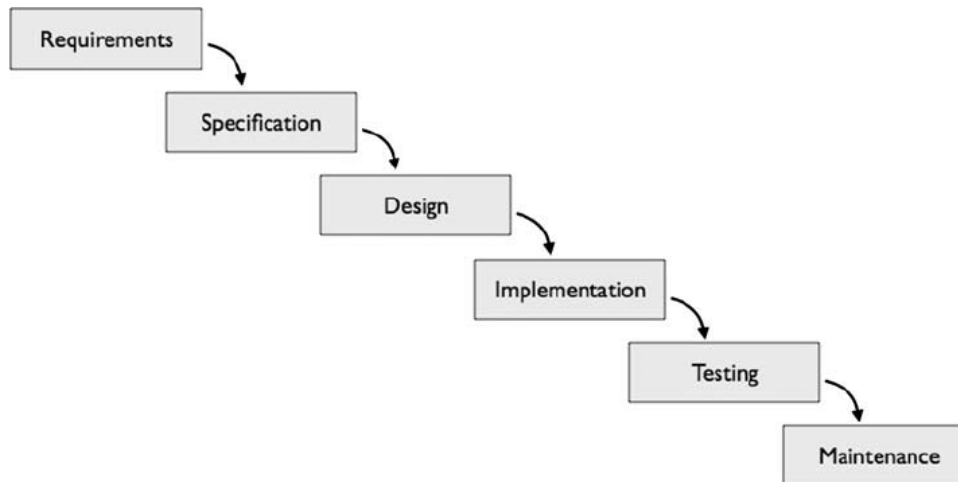 Requirements
Specification
Design
Implementation
Testing
Maintenance